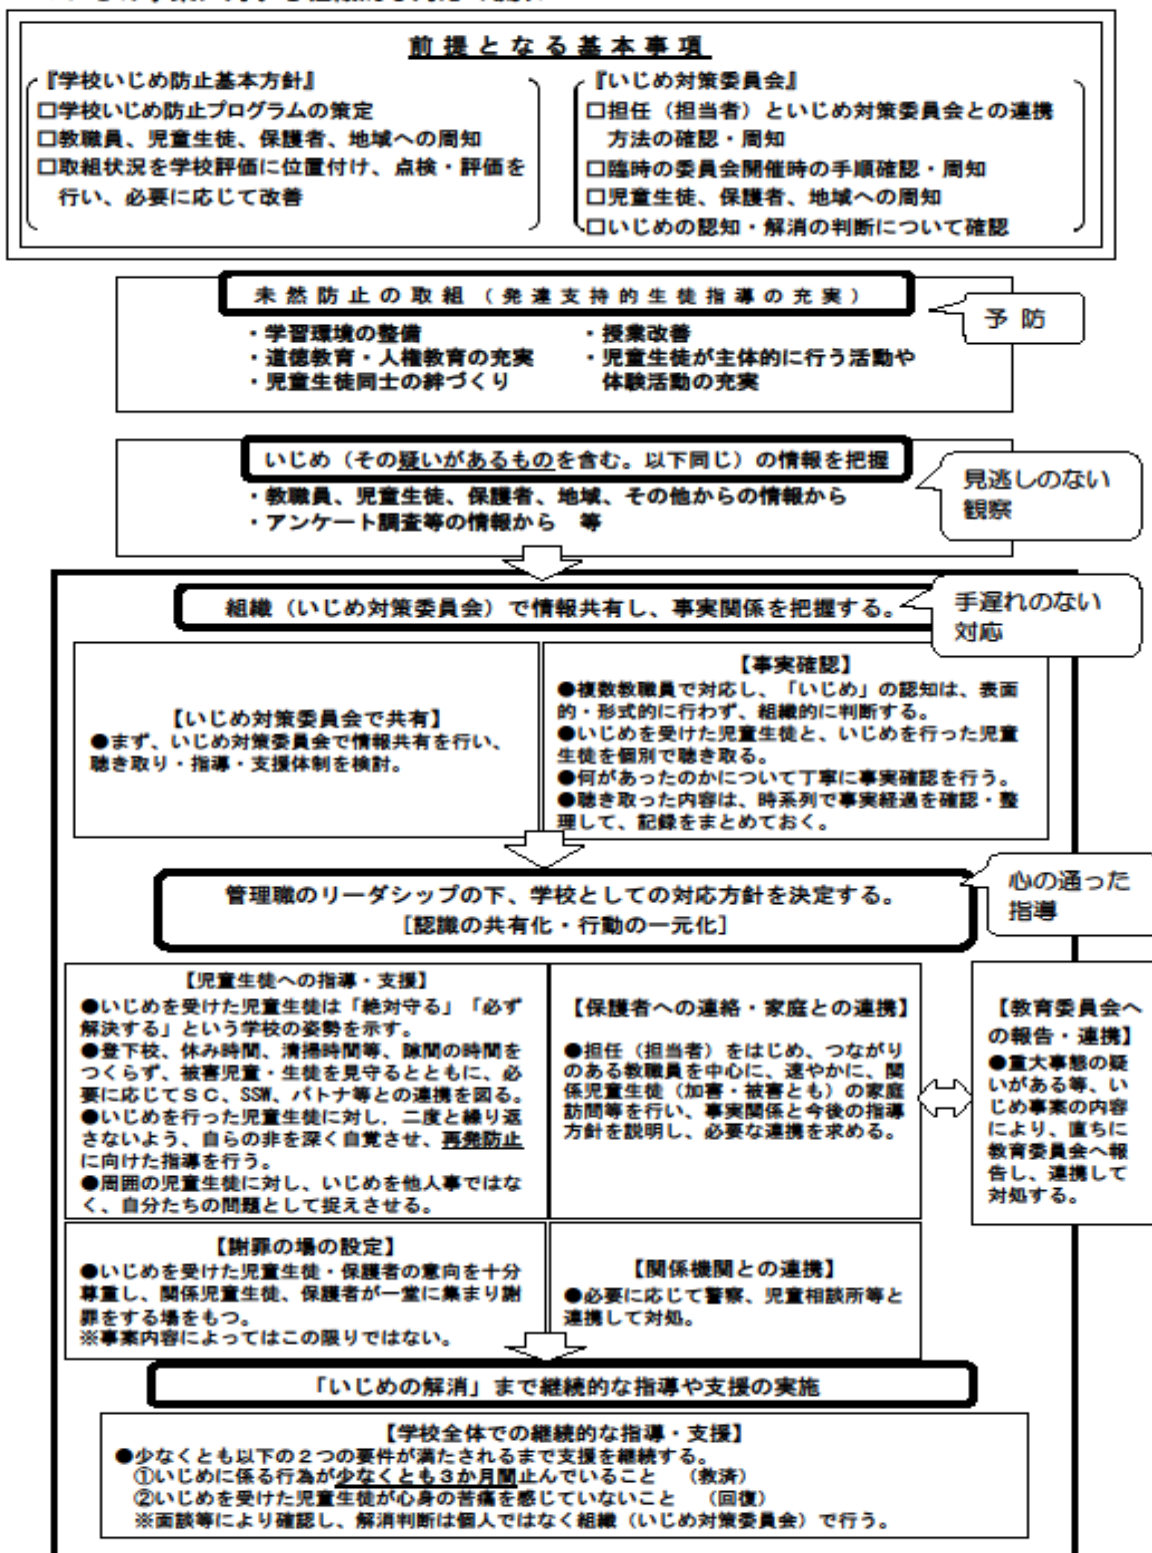 前提となる基本事項
『学校いじめ防止基本方針』
□学校いじめ防止プログラムの策定
□教職員、児童生徒、保護者、地域への周知
□取組状況を学校評価に位置付け、点検・評価を
行い、必要に応じて改善
『いじめ対策委員会』
□担任（担当者）といじめ対策委員会との連携
方法の確認・周知
□臨時の委員会開催時の手順確認・周知
□児童生徒、保護者、地域への周知
□いじめの認知・解消の判断について確認
未然防止の取組（発達支持的生徒指導の充実）
予 防
・学習環境の整備
・道徳教育・人権教育の充実
・児童生徒同士の絆づくり
・授業改善
・児童生徒が主体的に行う活動や
体験活動の充実
いじめ（その疑いがあるものを含む。以下同じ）の情報を把握
見逃しのない
観察
・教職員、児童生徒、保護者、地域、その他からの情報から
・アンケート調査等の情報から 等
組織（いじめ対策委員会）で情報共有し、事実関係を把握する。
手遅れのない
対応
【いじめ対策委員会で共有】
●まず、いじめ対策委員会で情報共有を行い、
聴き取り・指導・支援体制を検討。
【事実確認】
●複数教職員で対応し、「いじめ」の認知は、表面
的・形式的に行わず、組織的に判断する。
●いじめを受けた児童生徒と、いじめを行った児童
生徒を個別で聴き取る。
●何があったのかについて丁寧に事実確認を行う。
●聴き取った内容は、時系列で事実経過を確認・整
理して、記録をまとめておく。
管理職のリーダシップの下、学校としての対応方針を決定する。
［認識の共有化・行動の一元化］
心の通った
指導
【児童生徒への指導・支援】
●いじめを受けた児童生徒は「絶対守る」「必ず
解決する」という学校の姿勢を示す。
●登下校、休み時間、清掃時間等、隙間の時間を
つくらず、被害児童・生徒を見守るとともに、必
要に応じてＳＣ、SSW、パトナ等との連携を図る。
●いじめを行った児童生徒に対し、二度と繰り返
さないよう、自らの非を深く自覚させ、再発防止
に向けた指導を行う。
●周囲の児童生徒に対し、いじめを他人事ではな
く、自分たちの問題として捉えさせる。
【保護者への連絡・家庭との連携】
●担任（担当者）をはじめ、つながり
のある教職員を中心に、速やかに、関
係児童生徒（加害・被害とも）の家庭
訪問等を行い、事実関係と今後の指導
方針を説明し、必要な連携を求める。
【教育委員会へ
の報告・連携】
●重大事態の疑
いがある等、い
じめ事案の内容
により、直ちに
教育委員会へ報
告し、連携して
対処する。
【謝罪の場の設定】
●いじめを受けた児童生徒・保護者の意向を十分
尊重し、関係児童生徒、保護者が一堂に集まり謝
罪をする場をもつ。
※事案内容によってはこの限りではない。
【関係機関との連携】
●必要に応じて警察、児童相談所等と
連携して対処。
「いじめの解消」まで継続的な指導や支援の実施
【学校全体での継続的な指導・支援】
●少なくとも以下の２つの要件が満たされるまで支援を継続する。
①いじめに係る行為が少なくとも３か月間止んでいること （救済）
②いじめを受けた児童生徒が心身の苦痛を感じていないこと （回復）
※面談等により確認し、解消判断は個人ではなく組織（いじめ対策委員会）で行う。